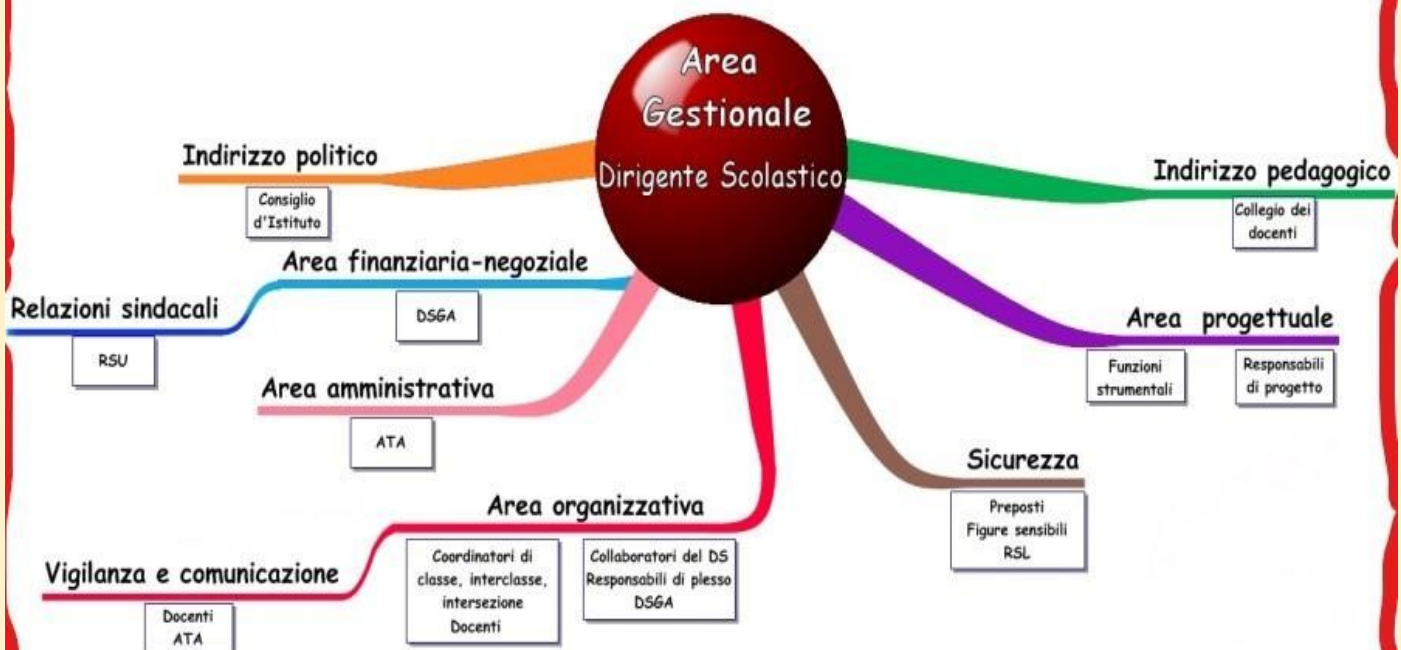 Area
Gestionale
Dirigente Scolastico
Indirizzo politico
Consiglio
d'Istituto
Indirizzo pedagogico
Collegio dei
docenti
Area finanziaria-negoziale
DSGA
Relazioni sindacali
RSU
Area progettuale
Funzioni
strumentali
Responsabili
di progetto
Area amministrativa
ATA
Sicurezza
Preposti
Figure sensibili
RSL
Area organizzativa
Coordinatori di
classe, interclasse,
intersezione
Docenti
Collaboratori del DS
Responsabili di plesso
DSGA
Vigilanza e comunicazione
Docenti
ATA